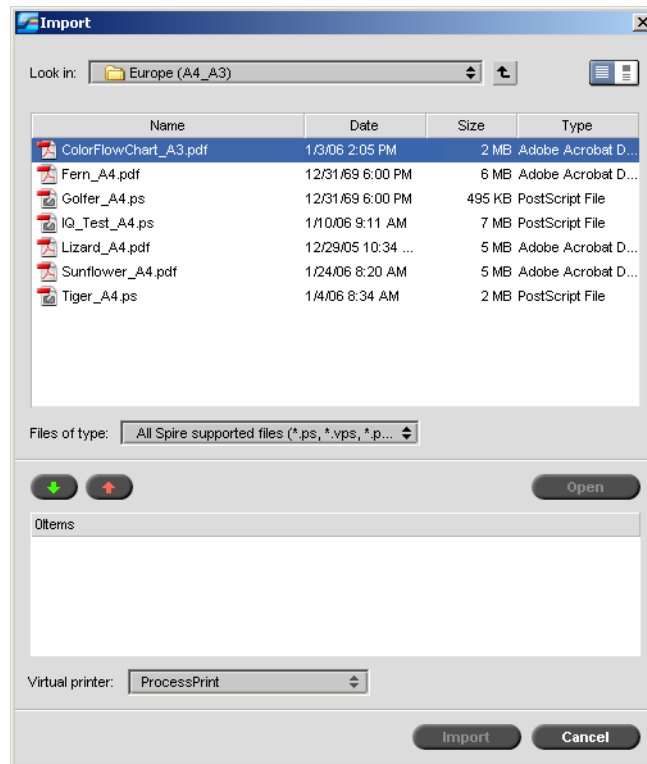 Import
Look in: Europe (A4_A3)
Name Date Size Type
ColorFlowChart_A3.pdf 1/3/06 2:05 PM 2 MB Adobe Acrobat D...
Fern_A4.pdf 12/31/69 6:00 PM 6 MB Adobe Acrobat D...
Golfer_A4.ps 12/31/69 6:00 PM 495 KB PostScript File
IQ_Test_A4.ps 1/10/06 9:11 AM 7 MB PostScript File
Lizard_A4.pdf 12/29/05 10:34 ... 5 MB Adobe Acrobat D...
Sunflower_A4.pdf 1/24/06 8:20 AM 5 MB Adobe Acrobat D...
Tiger_A4.ps 1/4/06 8:34 AM 2 MB PostScript File
Files of type: All Spire supported files (*.ps, *.vps, *.p...
Open
0Items
Virtual printer: ProcessPrint
Import Cancel